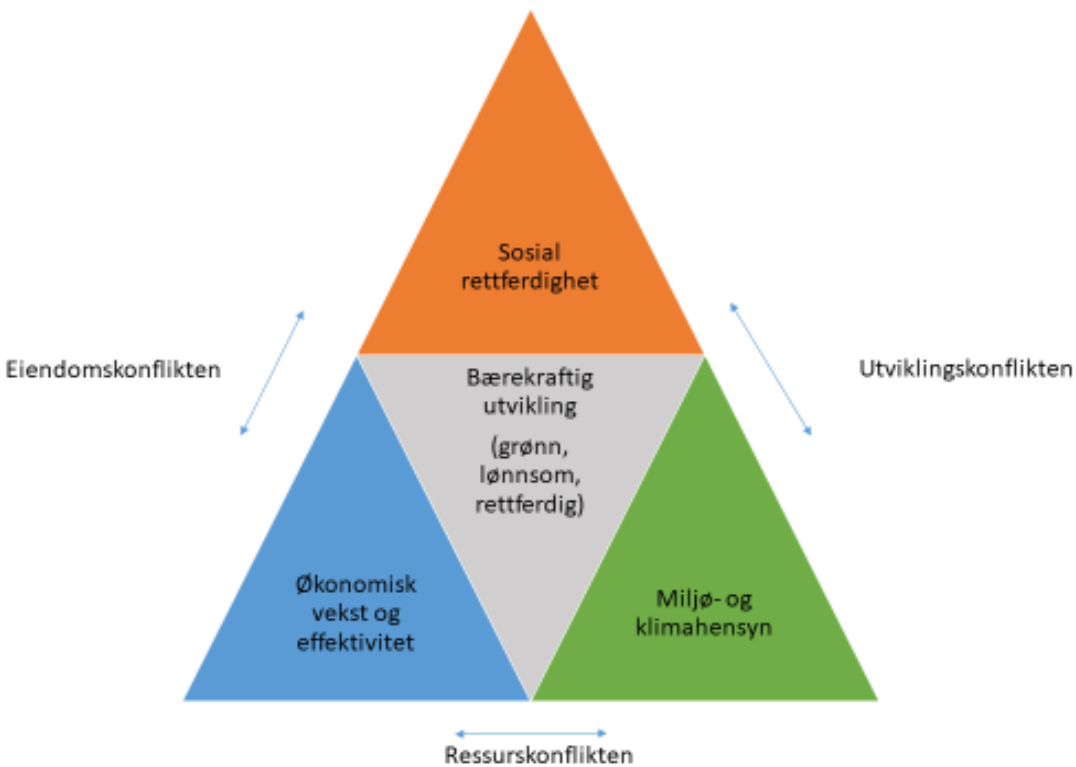 Sosial
rettferdighet
Eiendomskonflikten
Utviklingskonflikten
Bærekraftig
utvikling
(grønn,
lønnsom,
rettferdig)
Økonomisk
vekst og
effektivitet
Miljø- og
klimahensyn
Ressurskonflikten